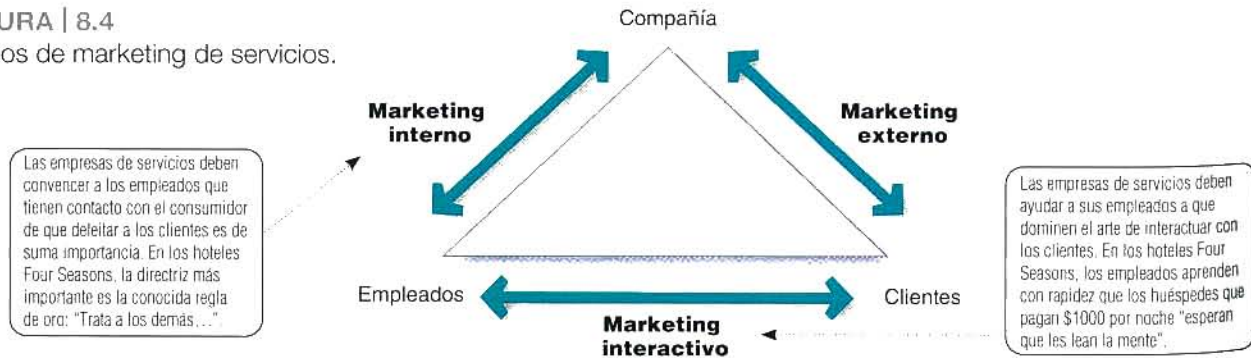 URA | 8.4
os de marketing de servicios.
Compañía
Marketing
interno
Marketing
externo
Las empresas de servicios deben
convencer a los empleados que
tienen contacto con el consumidor
de que deleitar a los clientes es de
suma importancia. En los hoteles
Four Seasons, la directriz más
importante es la conocida regla
de oro: "Trata a los demás,...".
Las empresas de servicios deben
ayudar a sus empleados a que
dominen el arte de interactuar con
los clientes. En los hoteles Four
Seasons, los empleados aprenden
con rapidez que los huéspedes que
pagan $1000 por noche "esperan
que les lean la mente".
Empleados
Clientes
Marketing
interactivo